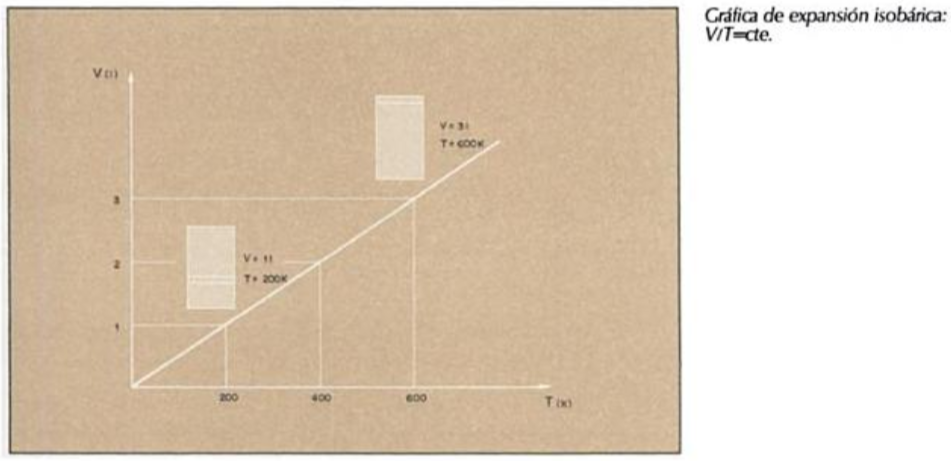 Gráfica de expansión isobárica:
V/T=cte.
V (l)
V = 3 l
T = 600K
3
V = 1 l
2
T = 200K
1
200
400
600
T (K)